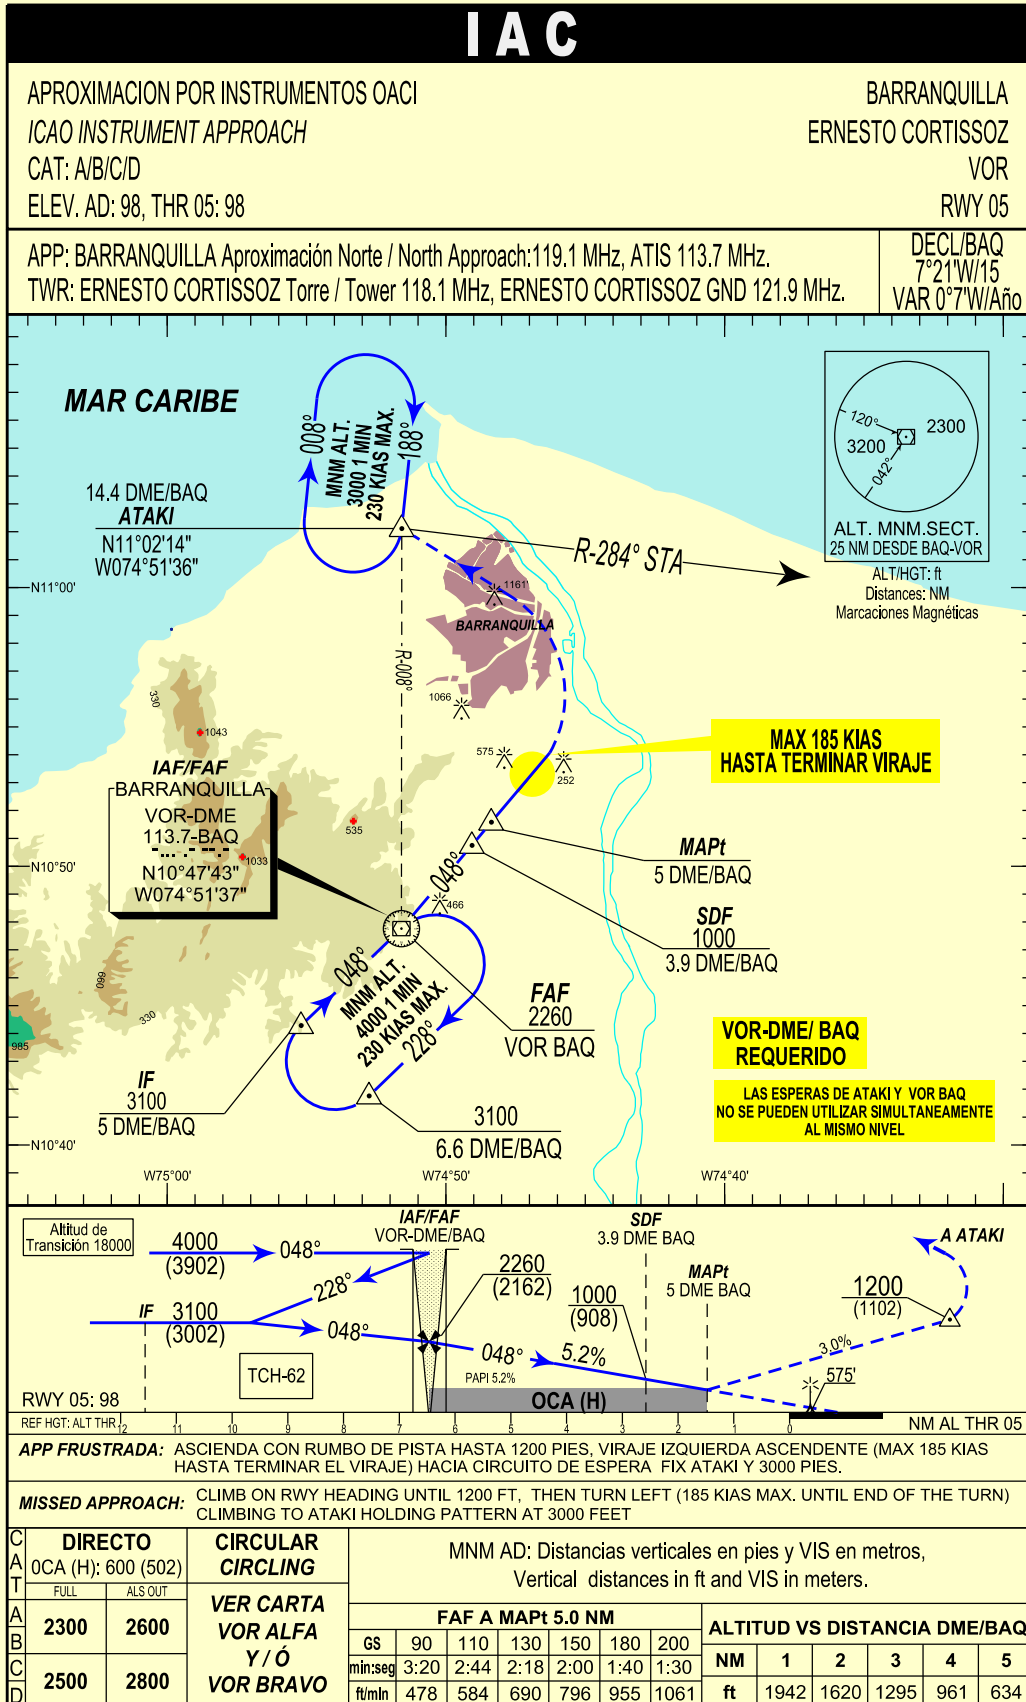 IAC
APROXIMACION POR INSTRUMENTOS OACI
ICAO INSTRUMENT APPROACH
CAT: A/B/C/D
ELEV. AD: 98, THR 05: 98
BARRANQUILLA
ERNESTO CORTISSOZ
VOR
RWY 05
APP: BARRANQUILLA Aproximación Norte / North Approach:119.1 MHz, ATIS 113.7 MHz.
TWR: ERNESTO CORTISSOZ Torre / Tower 118.1 MHz, ERNESTO CORTISSOZ GND 121.9 MHz.
DECL/BAQ
7°21'W/15
VAR 0°7'W/Año
MAR CARIBE
008°
MNM ALT.
3000 1 MIN
230 KIAS MAX.
188°
120°
2300
3200
042°
ALT. MNM.SECT.
25 NM DESDE BAQ-VOR
ALT/HGT: ft
Distances: NM
Marcaciones Magnéticas
14.4 DME/BAQ
ATAKI
N11°02'14"
W074°51'36"
R-284° STA
N11°00'
1161'
BARRANQUILLA
R-008°
1066
330
1043
575
252
MAX 185 KIAS
HASTA TERMINAR VIRAJE
IAF/FAF
BARRANQUILLA
VOR-DME
113.7-BAQ
N10°47'43"
W074°51'37"
1033
535
N10°50'
MAPt
5 DME/BAQ
048°
466
SDF
1000
3.9 DME/BAQ
048°
MNM ALT.
4000 1 MIN
230 KIAS MAX.
228°
FAF
2260
VOR BAQ
660
330
985
VOR-DME/ BAQ
REQUERIDO
IF
3100
5 DME/BAQ
3100
6.6 DME/BAQ
LAS ESPERAS DE ATAKI Y VOR BAQ
NO SE PUEDEN UTILIZAR SIMULTANEAMENTE
AL MISMO NIVEL
N10°40'
W75°00'
W74°50'
W74°40'
Altitud de
Transición 18000
4000
(3902)
048°
228°
IF
3100
(3002)
048°
IAF/FAF
VOR-DME/BAQ
2260
(2162)
SDF
3.9 DME BAQ
MAPt
5 DME BAQ
1000
(908)
A ATAKI
1200
(1102)
3.0%
575'
048°
5.2%
PAPI 5.2%
TCH-62
OCA (H)
RWY 05: 98
REF HGT: ALT THR
12 11 10 9 8 7 6 5 4 3 2 1 0
NM AL THR 05
APP FRUSTRADA: ASCIENDA CON RUMBO DE PISTA HASTA 1200 PIES, VIRAJE IZQUIERDA ASCENDENTE (MAX 185 KIAS
HASTA TERMINAR EL VIRAJE) HACIA CIRCUITO DE ESPERA FIX ATAKI Y 3000 PIES.
MISSED APPROACH: CLIMB ON RWY HEADING UNTIL 1200 FT, THEN TURN LEFT (185 KIAS MAX. UNTIL END OF THE TURN)
CLIMBING TO ATAKI HOLDING PATTERN AT 3000 FEET
CAT
DIRECTO
OCA (H): 600 (502)
FULL ALS OUT
A
B
2300 2600
C
D
2500 2800
CIRCULAR
CIRCLING
VER CARTA
VOR ALFA
Y / Ó
VOR BRAVO
MNM AD: Distancias verticales en pies y VIS en metros,
Vertical distances in ft and VIS in meters.
FAF A MAPt 5.0 NM
GS 90 110 130 150 180 200
min:seg 3:20 2:44 2:18 2:00 1:40 1:30
ft/mIn 478 584 690 796 955 1061
ALTITUD VS DISTANCIA DME/BAQ
NM 1 2 3 4 5
ft 1942 1620 1295 961 634